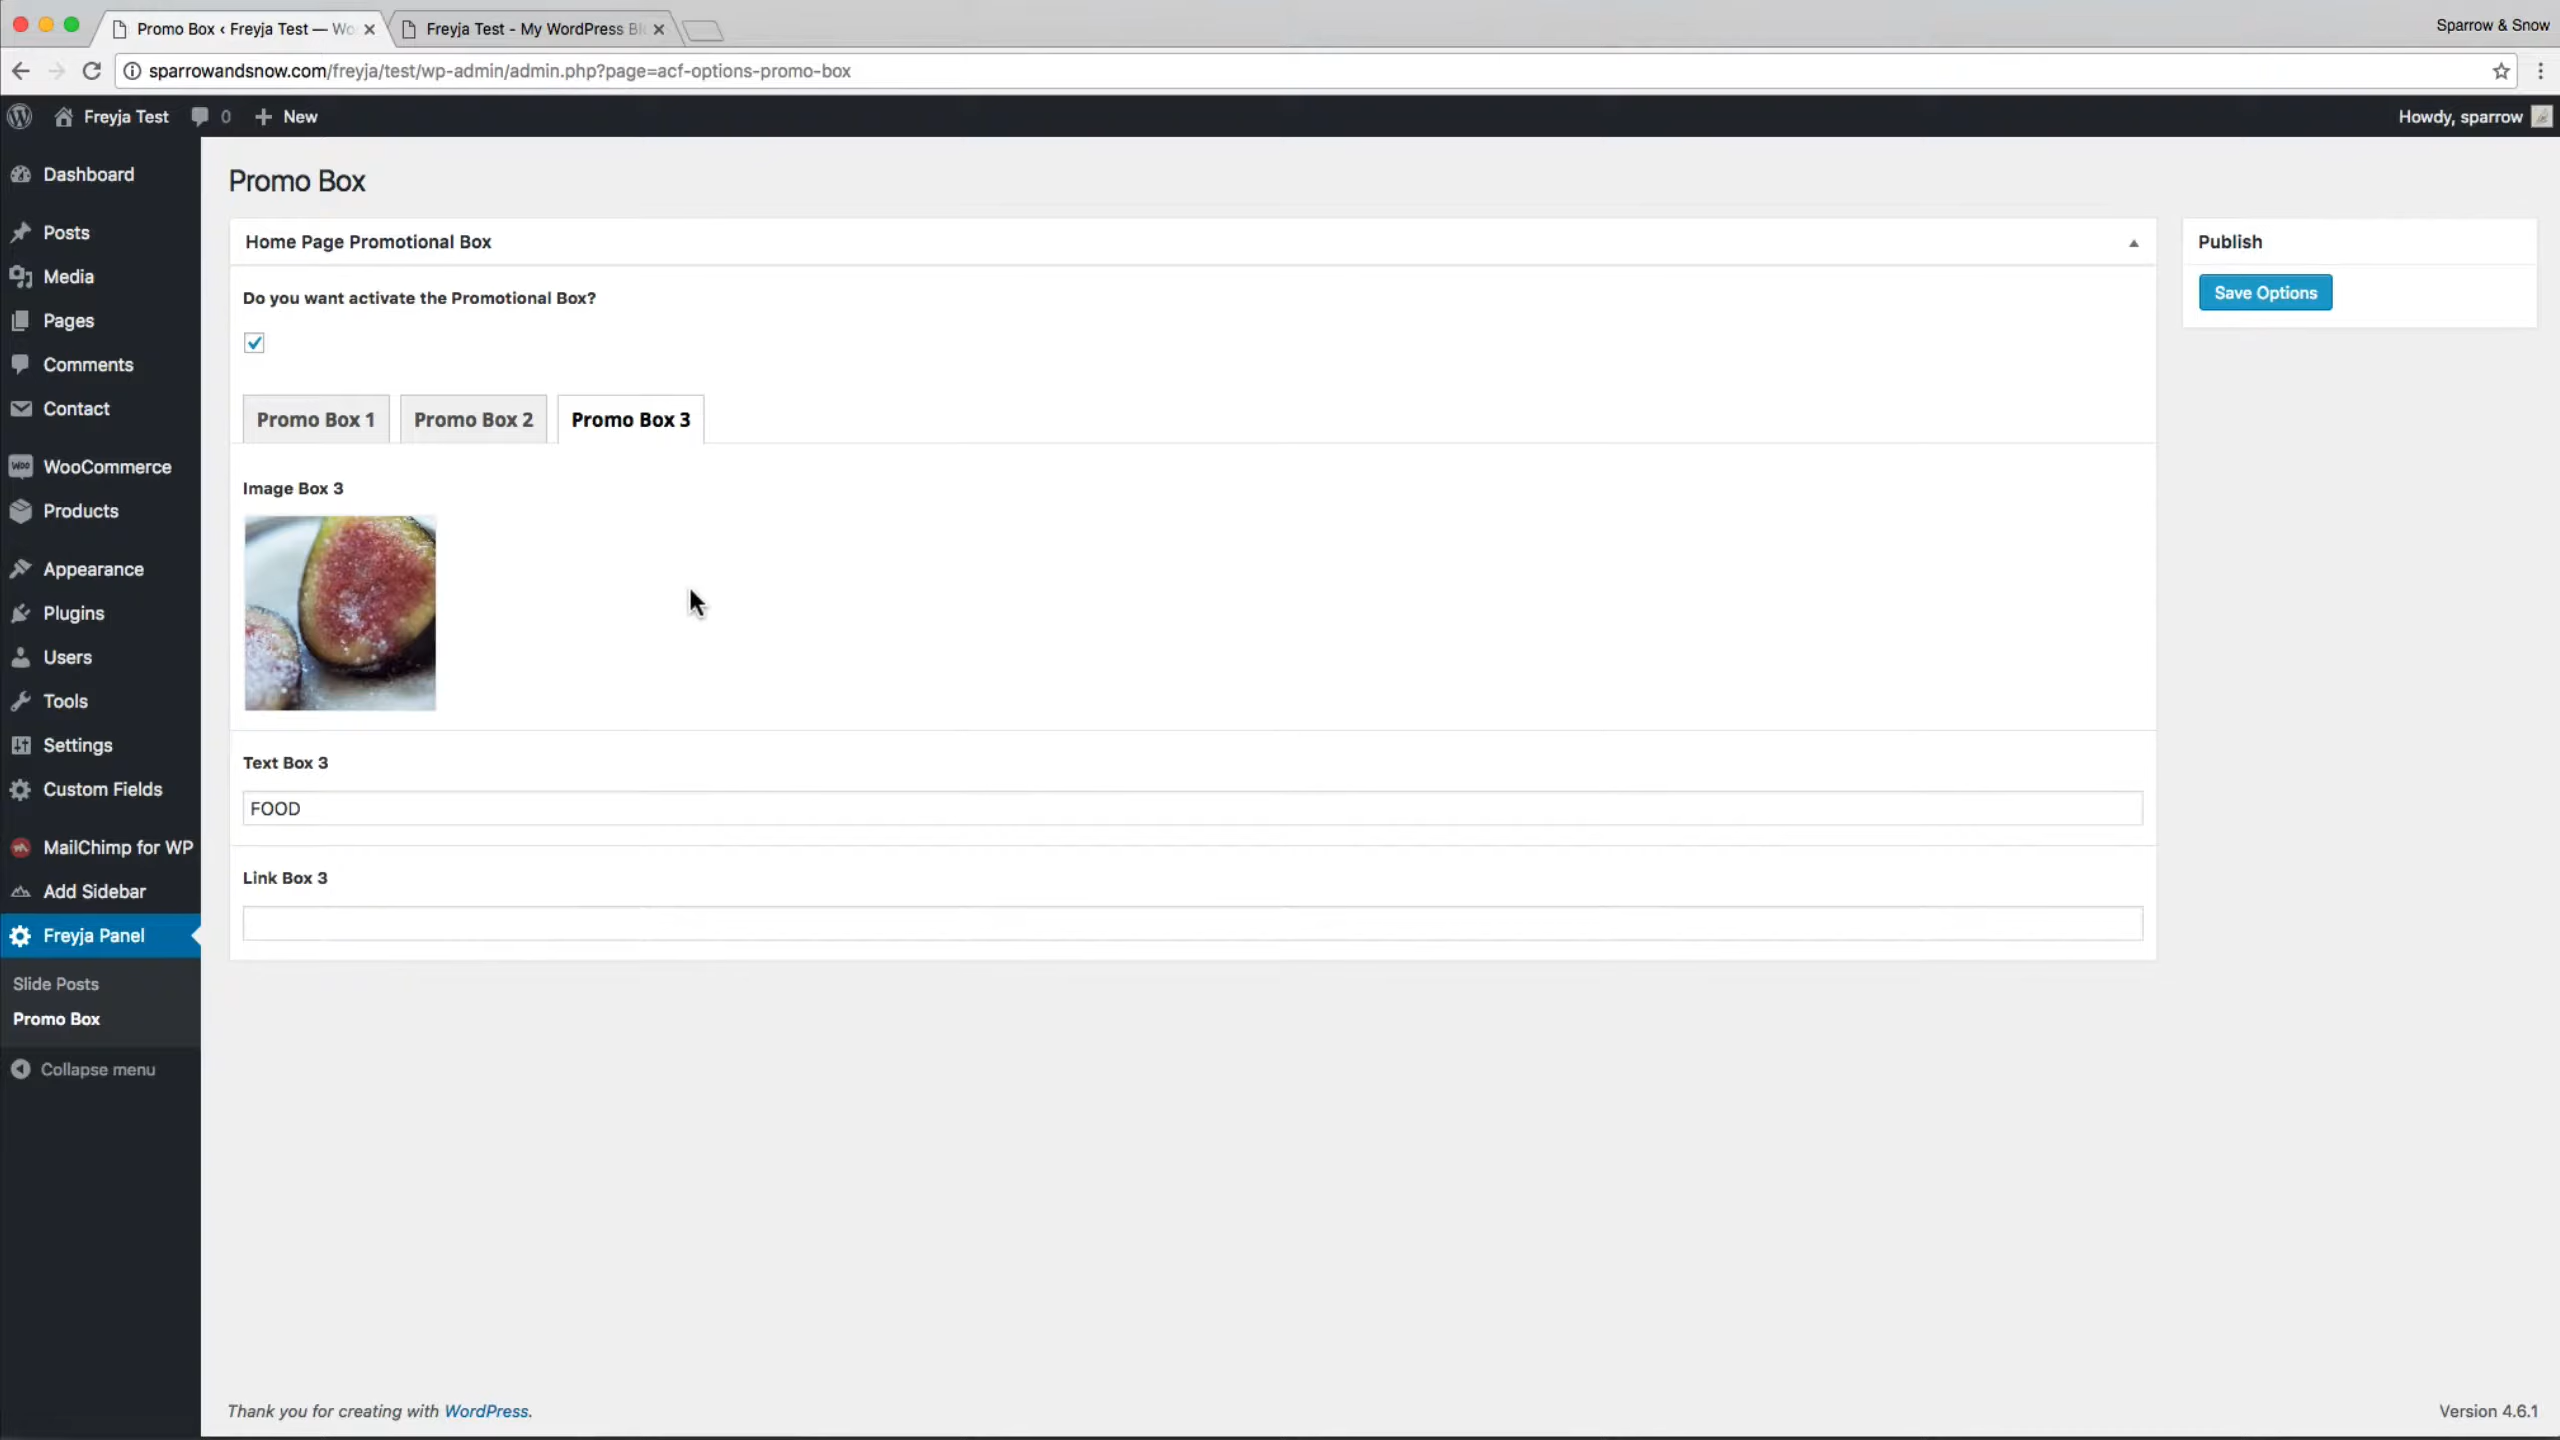 Promo Box ‹ Freyja Test — Wo
Freyja Test - My WordPress Bl
Sparrow & Snow
sparrowandsnow.com/freyja/test/wp-admin/admin.php?page=acf-options-promo-box
Freyja Test
0
New
Howdy, sparrow
Dashboard
Posts
Media
Pages
Comments
Contact
Woo
WooCommerce
Products
Appearance
Plugins
Users
Tools
Settings
Custom Fields
MailChimp for WP
Add Sidebar
Freyja Panel
Slide Posts
Promo Box
Collapse menu
Promo Box
Home Page Promotional Box
Do you want activate the Promotional Box?
Promo Box 1
Promo Box 2
Promo Box 3
Image Box 3
Text Box 3
FOOD
Link Box 3
Publish
Save Options
Thank you for creating with WordPress.
Version 4.6.1